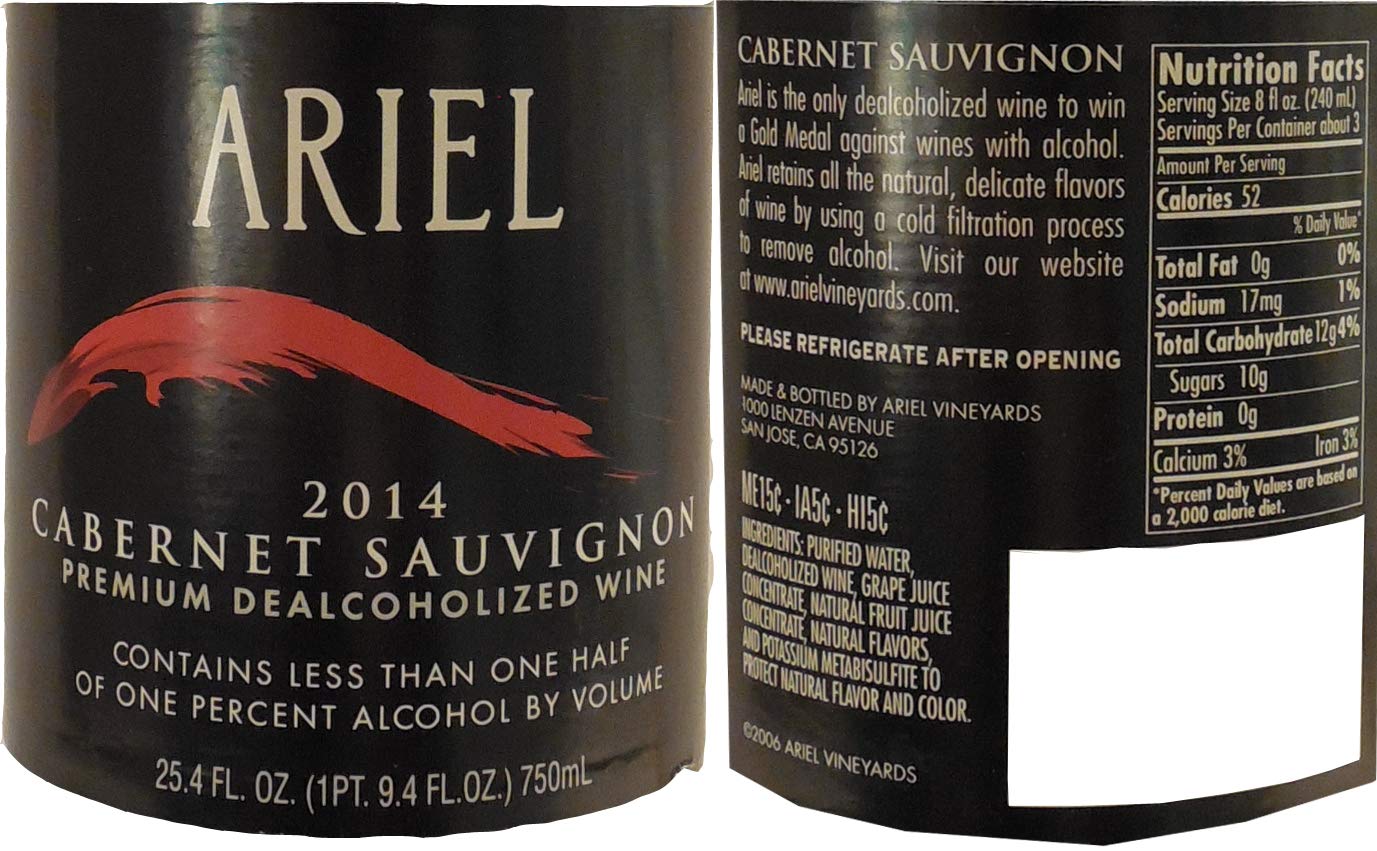 ARIEL
2014
CABERNET SAUVIGNON
PREMIUM DEALCOHOLIZED WINE
CONTAINS LESS THAN ONE HALF
OF ONE PERCENT ALCOHOL BY VOLUME
25.4 FL. OZ. (1PT. 9.4 FL.OZ.) 750mL
CABERNET SAUVIGNON
Ariel is the only dealcoholized wine to win
a Gold Medal against wines with alcohol.
Ariel retains all the natural, delicate flavors
of wine by using a cold filtration process
to remove alcohol. Visit our website
at www.arielvineyards.com.
PLEASE REFRIGERATE AFTER OPENING
MADE & BOTTLED BY ARIEL VINEYARDS
1000 LENZEN AVENUE
SAN JOSE, CA 95126
ME15¢ · IA5¢ · HI5¢
INGREDIENTS: PURIFIED WATER,
DEALCOHOLIZED WINE, GRAPE JUICE
CONCENTRATE, NATURAL FRUIT JUICE
CONCENTRATE, NATURAL FLAVORS,
AND POTASSIUM METABISULFITE TO
PROTECT NATURAL FLAVOR AND COLOR.
©2006 ARIEL VINEYARDS
Nutrition Facts
Serving Size 8 fl oz. (240 mL)
Servings Per Container about 3
Amount Per Serving
Calories 52
% Daily Value*
Total Fat 0g 0%
Sodium 17mg 1%
Total Carbohydrate 12g 4%
Sugars 10g
Protein 0g
Calcium 3% Iron 3%
*Percent Daily Values are based on
a 2,000 calorie diet.